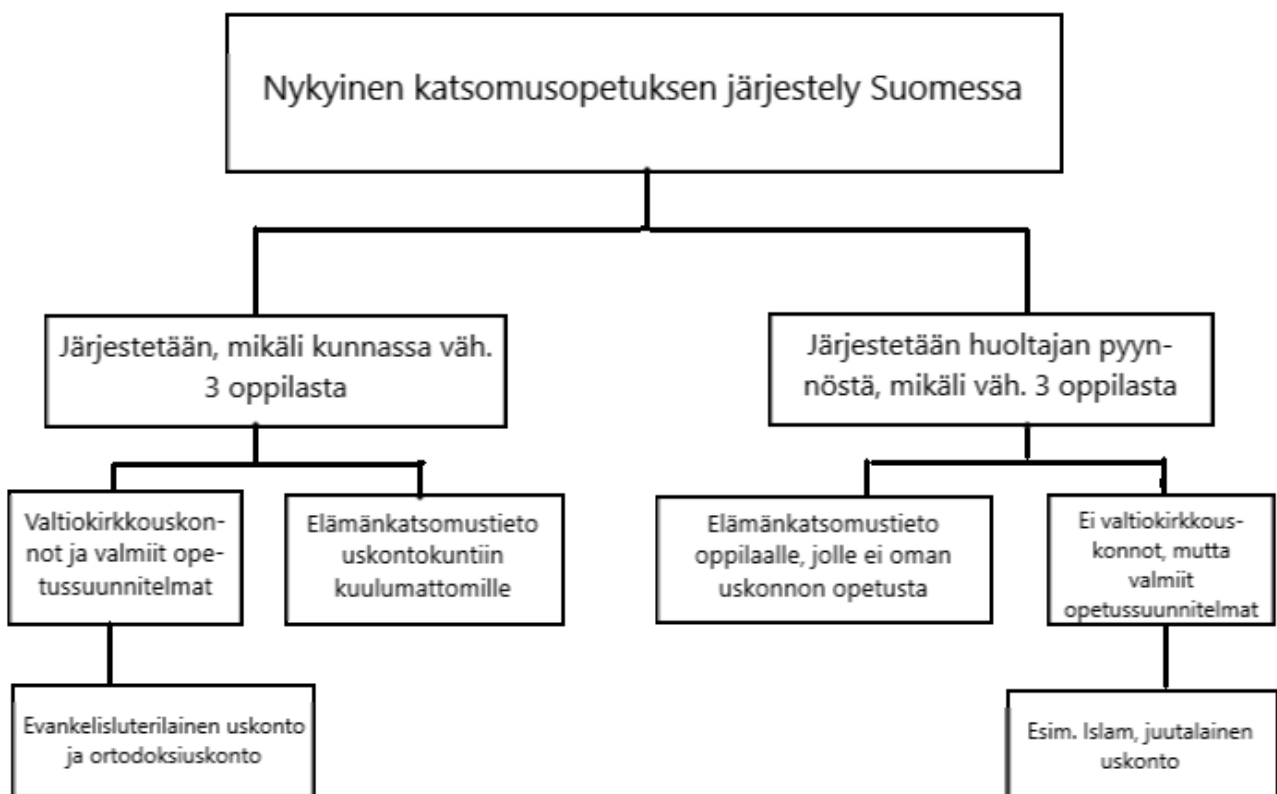 Nykyinen katsomusopetuksen järjestely Suomessa
Järjestetään, mikäli kunnassa väh.
3 oppilasta
Järjestetään huoltajan pyyn-
nöstä, mikäli väh. 3 oppilasta
Valtiokirkkouskon-
not ja valmiit ope-
tussuunnitelmat
Elämänkatsomustieto
uskontokuntiin
kuulumattomille
Elämänkatsomustieto
oppilaalle, jolle ei oman
uskonnon opetusta
Ei valtiokirkkous-
konnot, mutta
valmiit
opetussuunnitelmat
Evankelisluterilainen uskonto
ja ortodoksiuskonto
Esim. Islam, juutalainen
uskonto